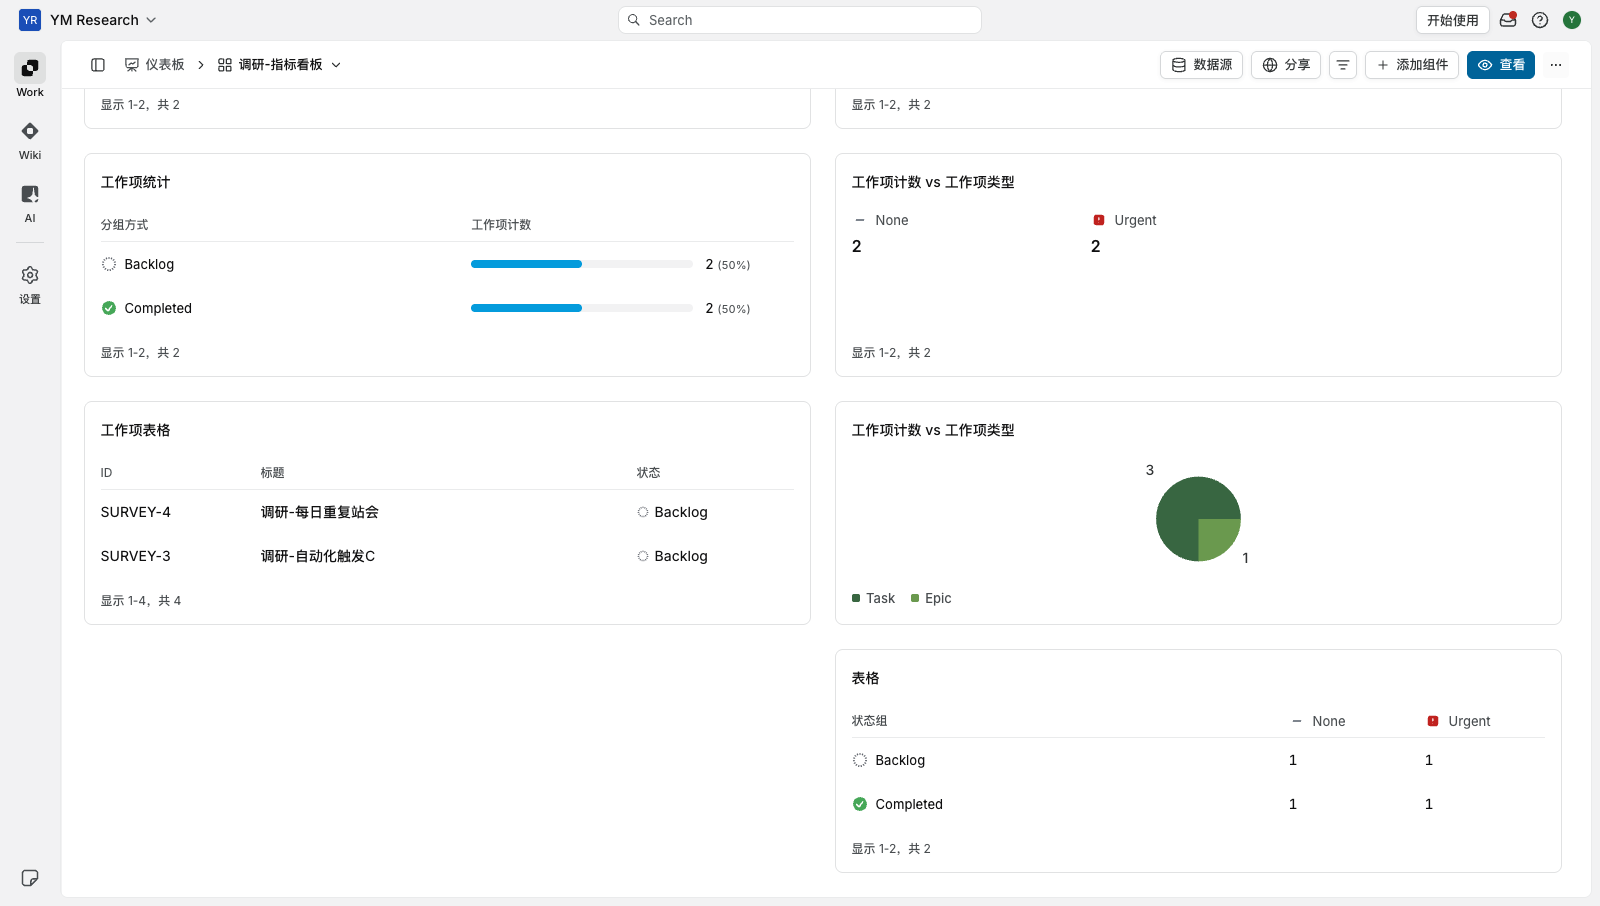 YR YM Research
Search
开始使用
Y
Work
Wiki
AI
设置
仪表板
调研-指标看板
数据源
分享
添加组件
查看
显示 1-2，共 2
显示 1-2，共 2
工作项统计
分组方式 工作项计数
Backlog 2 (50%)
Completed 2 (50%)
显示 1-2，共 2
工作项计数 vs 工作项类型
None Urgent
2 2
显示 1-2，共 2
工作项表格
ID 标题 状态
SURVEY-4 调研-每日重复站会 Backlog
SURVEY-3 调研-自动化触发C Backlog
显示 1-4，共 4
工作项计数 vs 工作项类型
3
1
Task Epic
表格
状态组 None Urgent
Backlog 1 1
Completed 1 1
显示 1-2，共 2